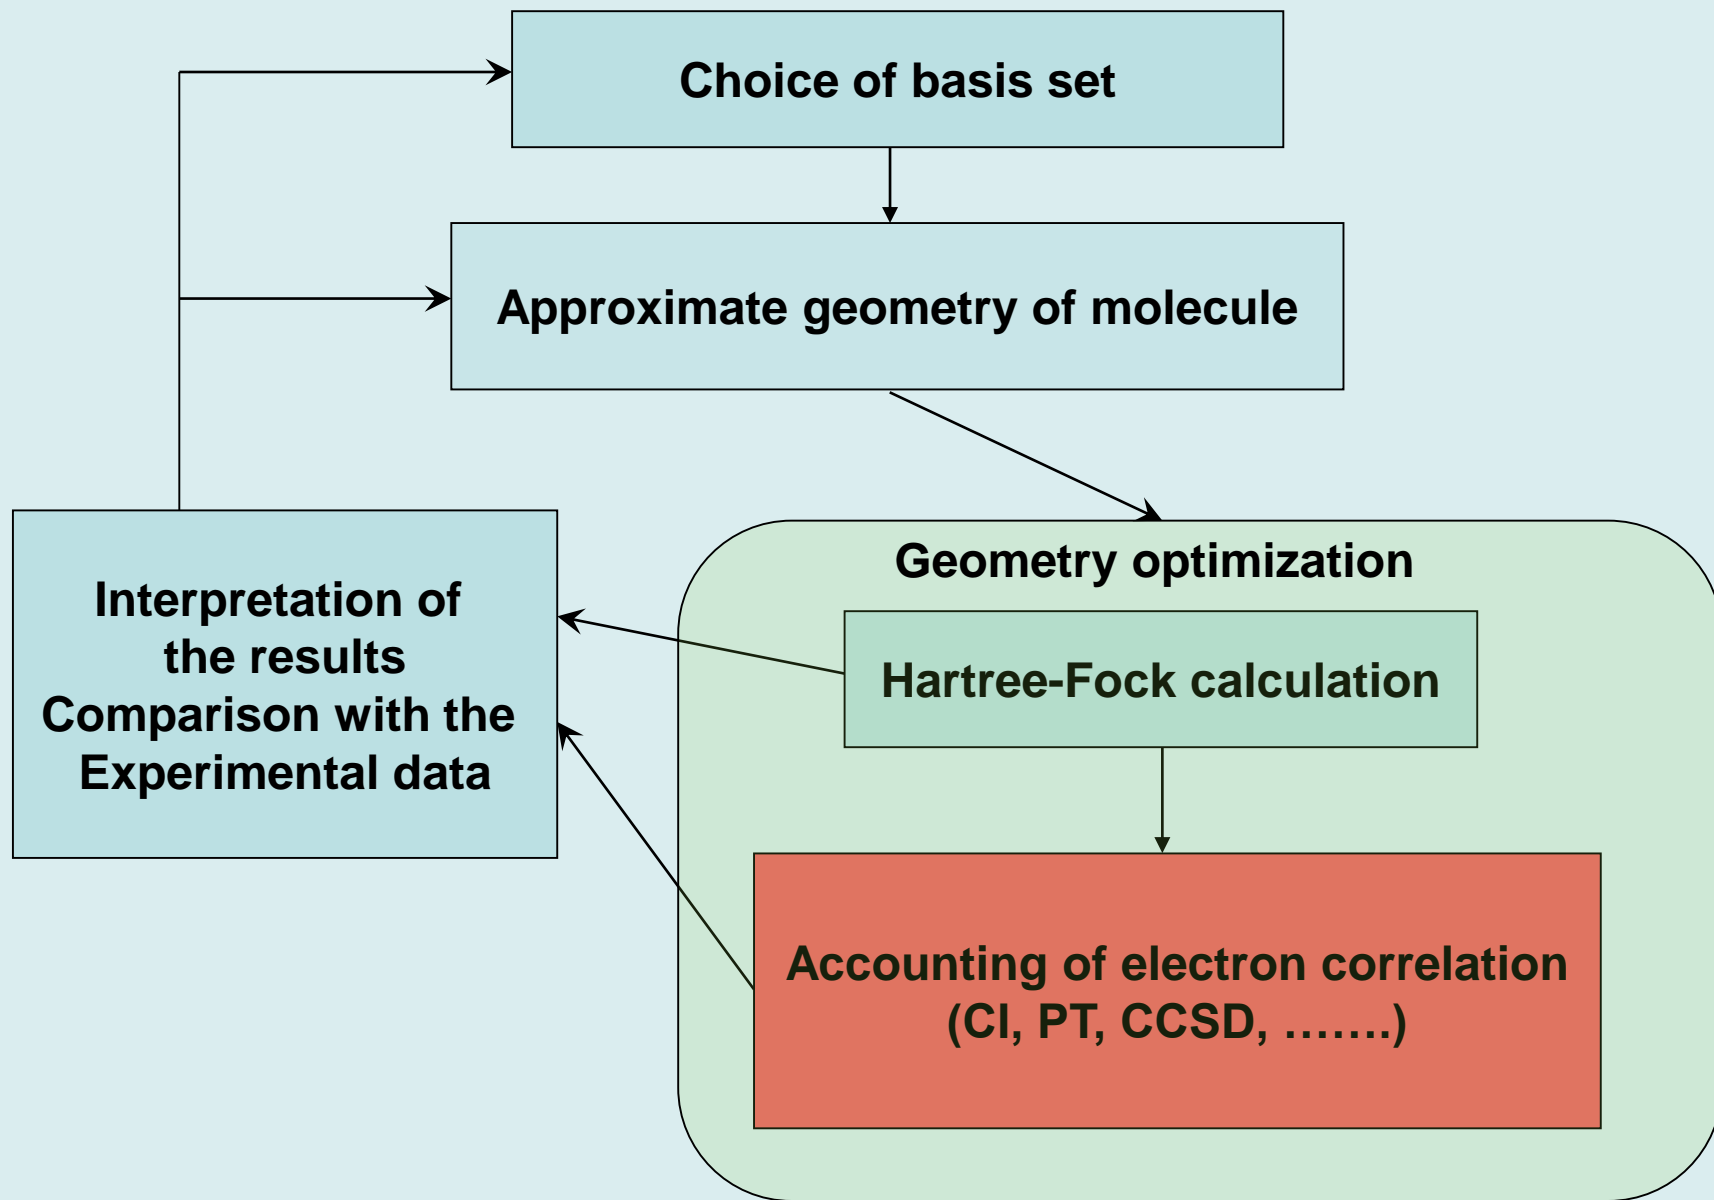 Choice of basis set
Approximate geometry of molecule
Geometry optimization
Hartree-Fock calculation
Accounting of electron correlation
(CI, PT, CCSD, …….)
Interpretation of
the results
Comparison with the
Experimental data